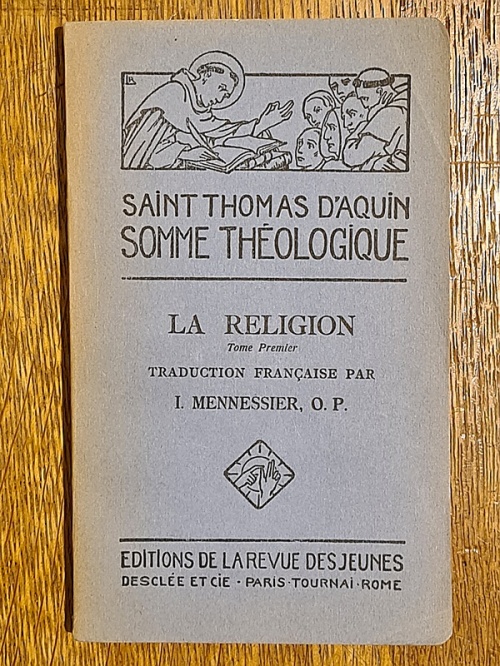 SAINT THOMAS D'AQUIN
SOMME THÉOLOGIQUE
LA RELIGION
Tome Premier
TRADUCTION FRANÇAISE PAR
I. MENNESSIER, O. P.
EDITIONS DE LA REVUE DES JEUNES
DESCLÉE ET CIE · PARIS · TOURNAI · ROME